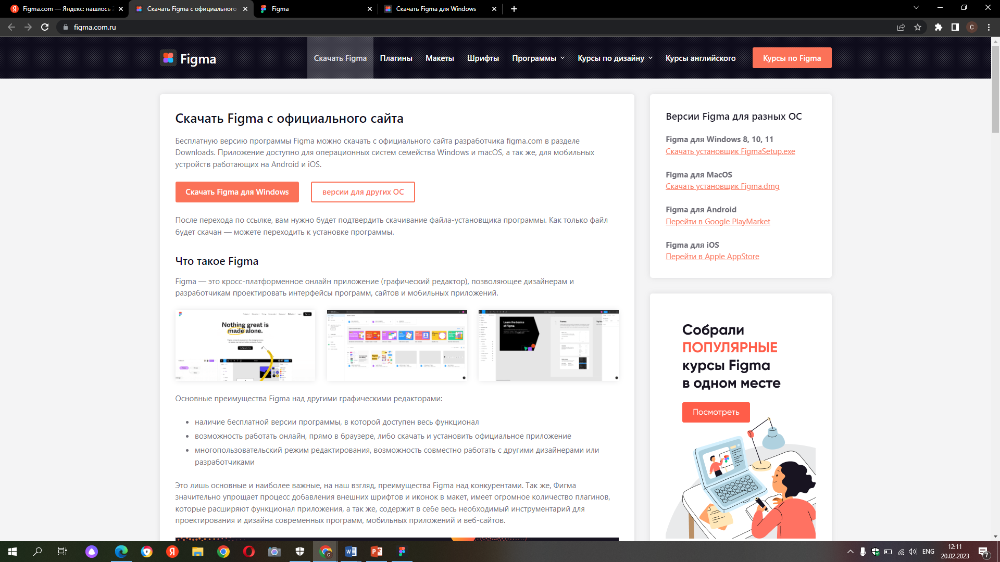 Figma.com — Яндекс: нашлось
Скачать Figma с официального
Figma
Скачать Figma для Windows
figma.com.ru
C
Figma
Скачать Figma
Плагины
Макеты
Шрифты
Программы
Курсы по дизайну
Курсы английского
Курсы по Figma
Скачать Figma с официального сайта
Бесплатную версию программы Figma можно скачать с официального сайта разработчика figma.com в разделе
Downloads. Приложение доступно для операционных систем семейства Windows и macOS, а так же, для мобильных
устройств работающих на Android и iOS.
Скачать Figma для Windows
версии для других ОС
После перехода по ссылке, вам нужно будет подтвердить скачивание файла-установщика программы. Как только файл
будет скачан — можете переходить к установке программы.
Что такое Figma
Figma — это кросс-платформенное онлайн приложение (графический редактор), позволяющее дизайнерам и
разработчикам проектировать интерфейсы программ, сайтов и мобильных приложений.
Nothing great is
made alone.
Learn the basics
of Figma
Основные преимущества Figma над другими графическими редакторами:
наличие бесплатной версии программы, в которой доступен весь функционал
возможность работать онлайн, прямо в браузере, либо скачать и установить официальное приложение
многопользовательский режим редактирования, возможность совместно работать с другими дизайнерами или
разработчиками
Это лишь основные и наиболее важные, на наш взгляд, преимущества Figma над конкурентами. Так же, Фигма
значительно упрощает процесс добавления внешних шрифтов и иконок в макет, имеет огромное количество плагинов,
которые расширяют функционал приложения, а так же, содержит в себе весь необходимый инструментарий для
проектирования и дизайна современных программ, мобильных приложений и веб-сайтов.
Версии Figma для разных ОС
Figma для Windows 8, 10, 11
Скачать установщик FigmaSetup.exe
Figma для MacOS
Скачать установщик Figma.dmg
Figma для Android
Перейти в Google PlayMarket
Figma для iOS
Перейти в Apple AppStore
Собрали
ПОПУЛЯРНЫЕ
курсы Figma
в одном месте
Посмотреть
ENG
12:11
20.02.2023
7